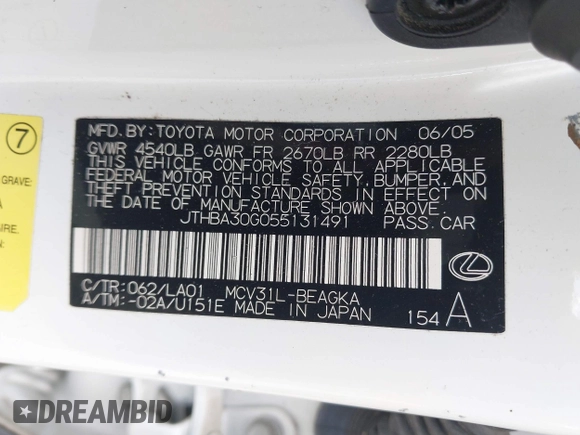 MFD. BY: TOYOTA MOTOR CORPORATION 06/05
GVWR 4540LB GAWR FR 2670LB RR 2280LB
THIS VEHICLE CONFORMS TO ALL APPLICABLE
FEDERAL MOTOR VEHICLE SAFETY, BUMPER, AND
THEFT PREVENTION STANDARDS IN EFFECT ON
THE DATE OF MANUFACTURE SHOWN ABOVE.
JTHBA30G055131491 PASS. CAR
C/TR: 062/LA01 MCV31L-BEAGKA
A/TM: -02A/U151E MADE IN JAPAN
154 A
7
GRAVE:
A
URE.
R
DREAMBID